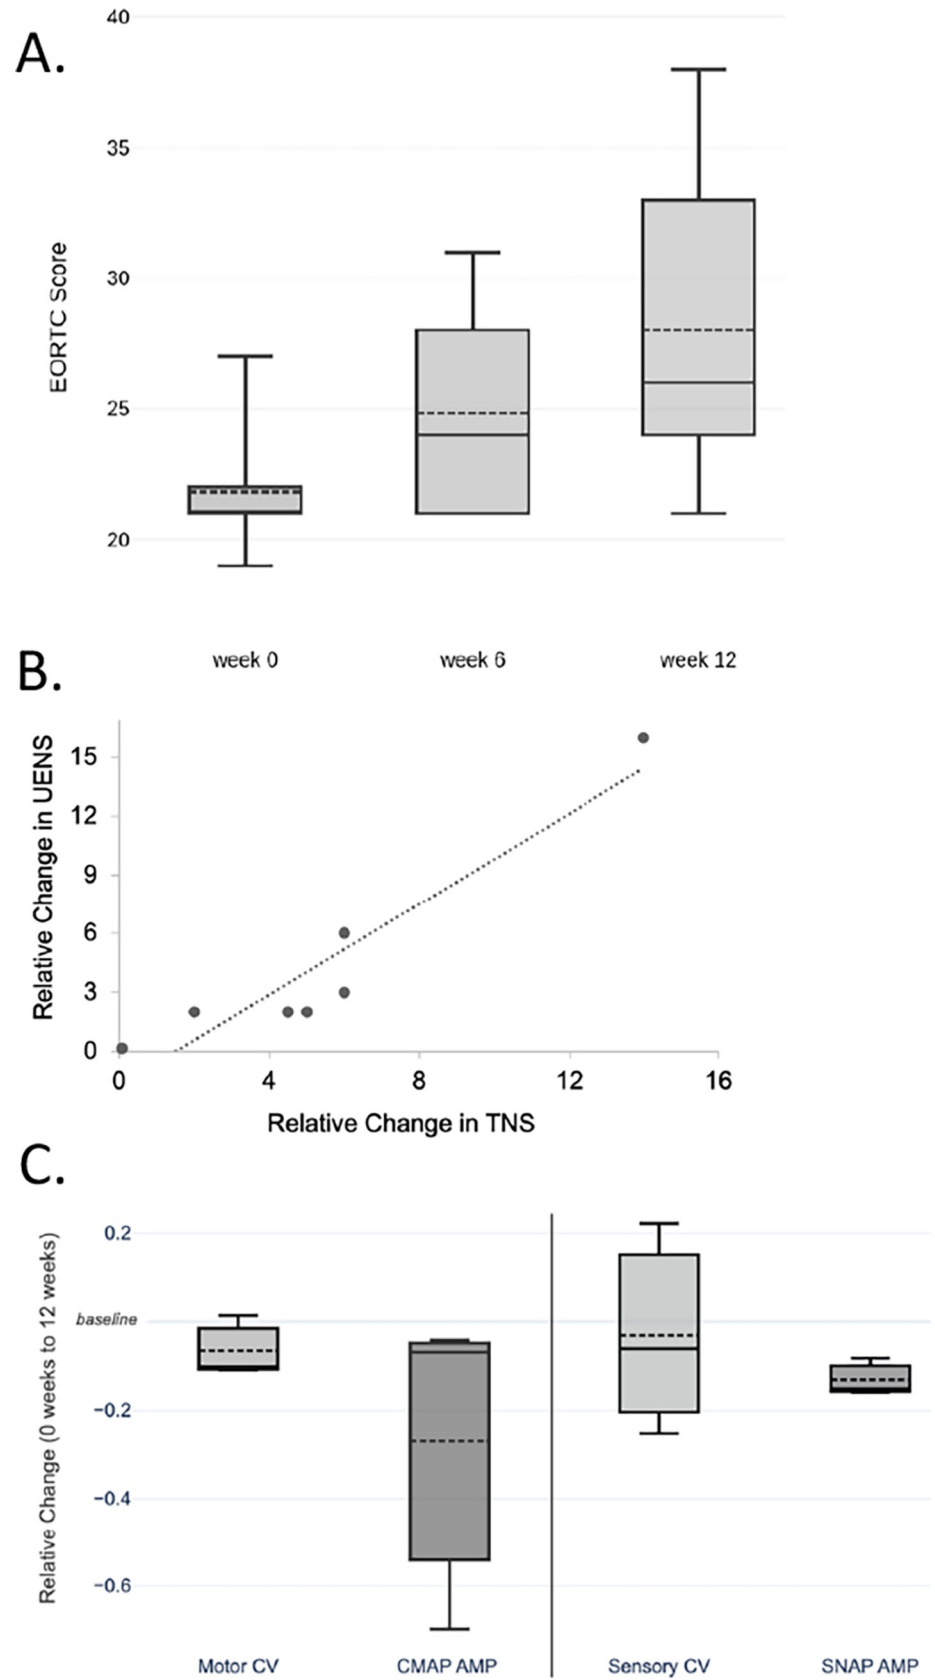 A.
40
35
30
25
20
EORTC Score
week 0 week 6 week 12
B.
15
12
9
6
3
0
Relative Change in UENS
0 4 8 12 16
Relative Change in TNS
C.
0.2
baseline
−0.2
−0.4
−0.6
Relative Change (0 weeks to 12 weeks)
Motor CV CMAP AMP Sensory CV SNAP AMP